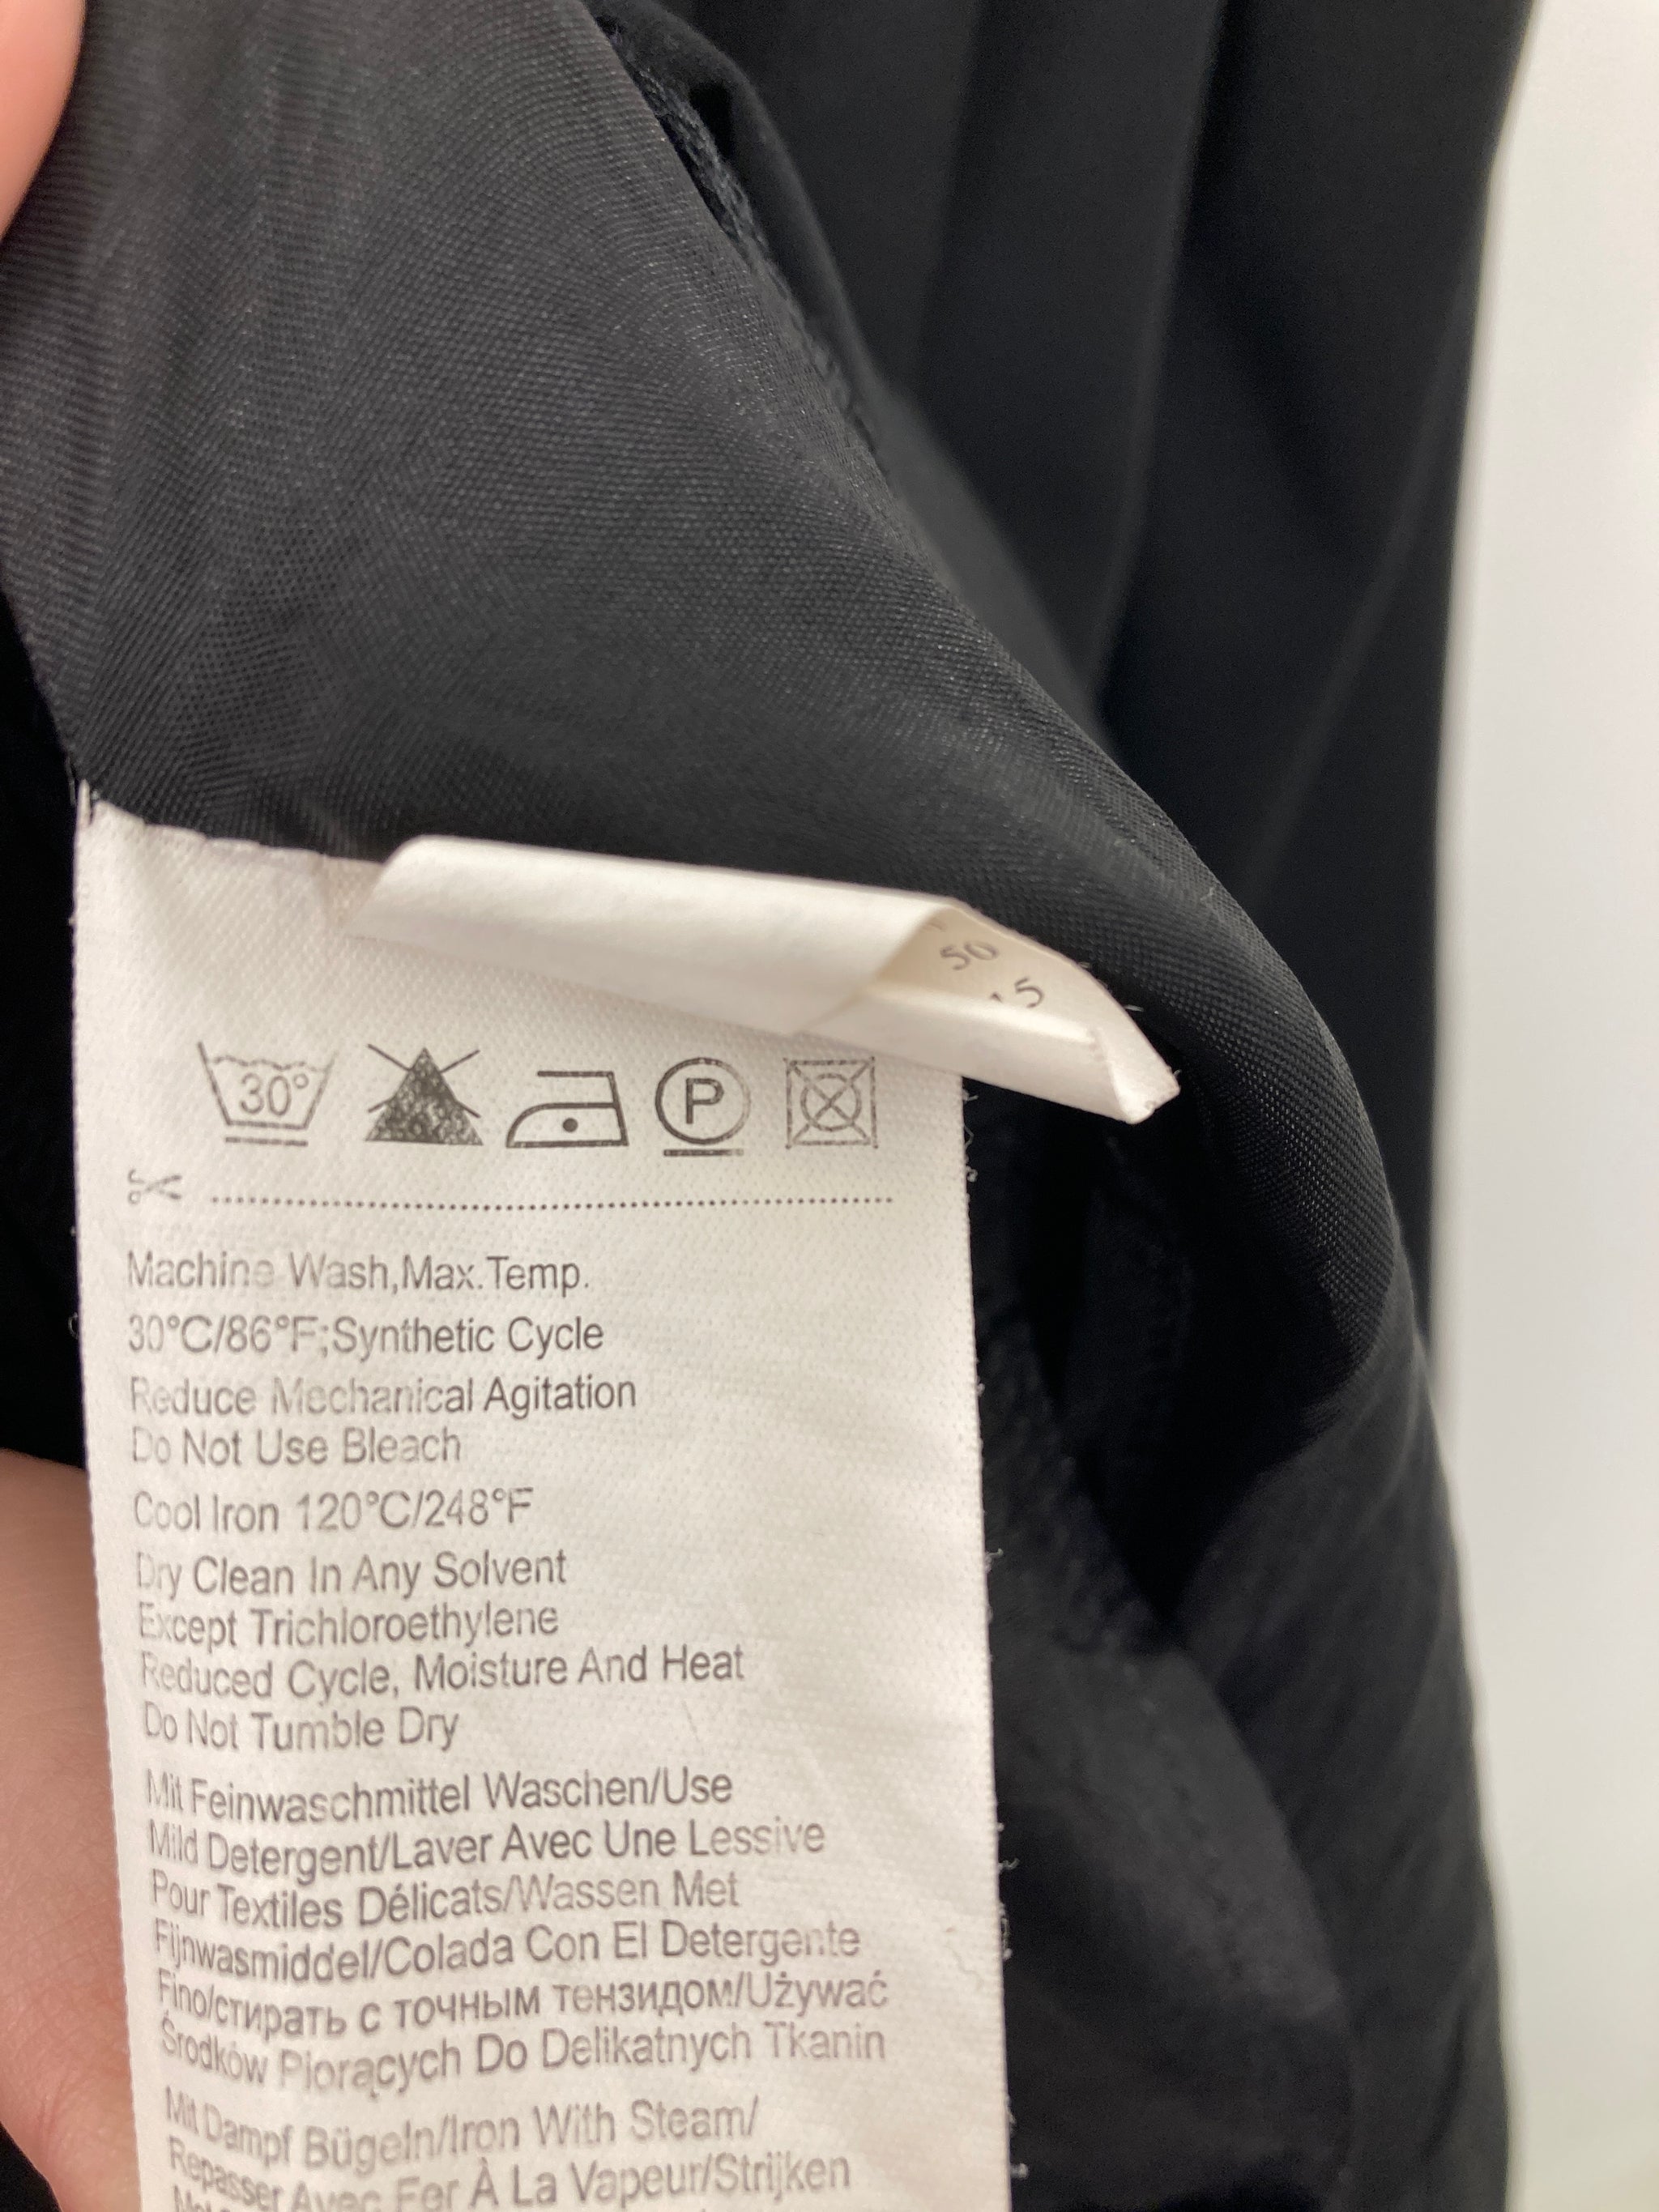 50
15
30°
P
Machine Wash,Max.Temp.
30°C/86°F;Synthetic Cycle
Reduce Mechanical Agitation
Do Not Use Bleach
Cool Iron 120°C/248°F
Dry Clean In Any Solvent
Except Trichloroethylene
Reduced Cycle, Moisture And Heat
Do Not Tumble Dry
Mit Feinwaschmittel Waschen/Use
Mild Detergent/Laver Avec Une Lessive
Pour Textiles Délicats/Wassen Met
Fijnwasmiddel/Colada Con El Detergente
Fino/стирать с точным тензидом/Używać
Środków Piorących Do Delikatnych Tkanin
Mit Dampf Bügeln/Iron With Steam/
Repasser Avec Fer À La Vapeur/Strijken